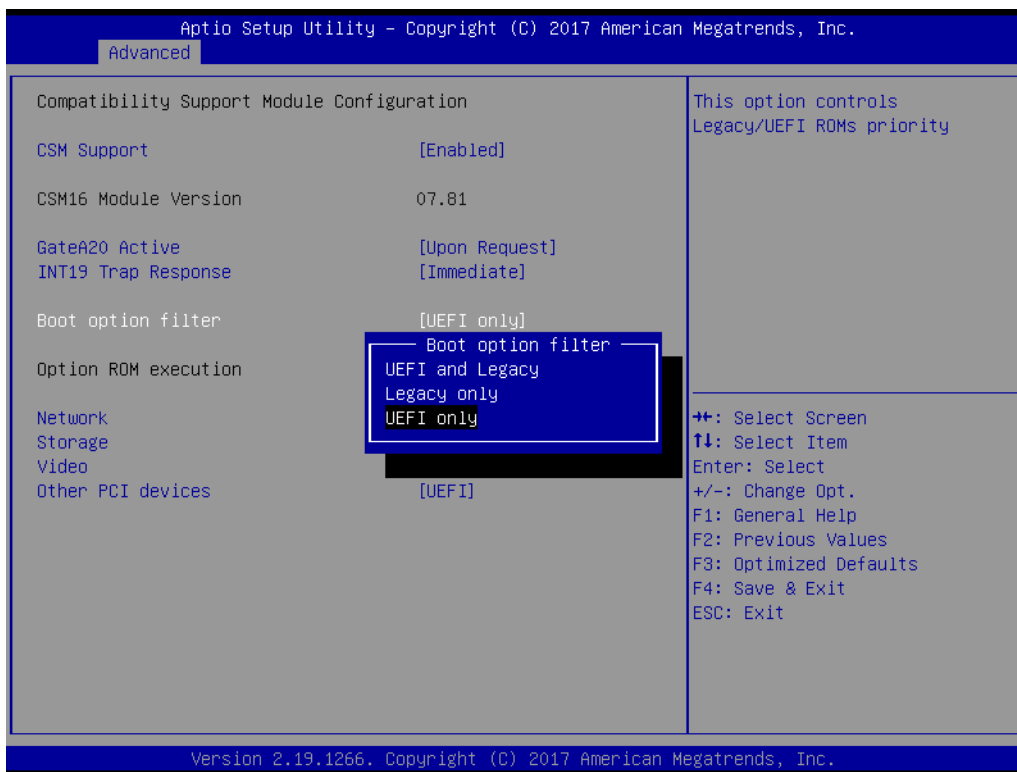 Aptio Setup Utility – Copyright (C) 2017 American Megatrends, Inc.
Advanced
Compatibility Support Module Configuration
CSM Support [Enabled]
CSM16 Module Version 07.81
GateA20 Active [Upon Request]
INT19 Trap Response [Immediate]
Boot option filter [UEFI only]
Option ROM execution
Network
Storage
Video
Other PCI devices [UEFI]
Boot option filter
UEFI and Legacy
Legacy only
UEFI only
This option controls
Legacy/UEFI ROMs priority
→←: Select Screen
↑↓: Select Item
Enter: Select
+/-: Change Opt.
F1: General Help
F2: Previous Values
F3: Optimized Defaults
F4: Save & Exit
ESC: Exit
Version 2.19.1266. Copyright (C) 2017 American Megatrends, Inc.